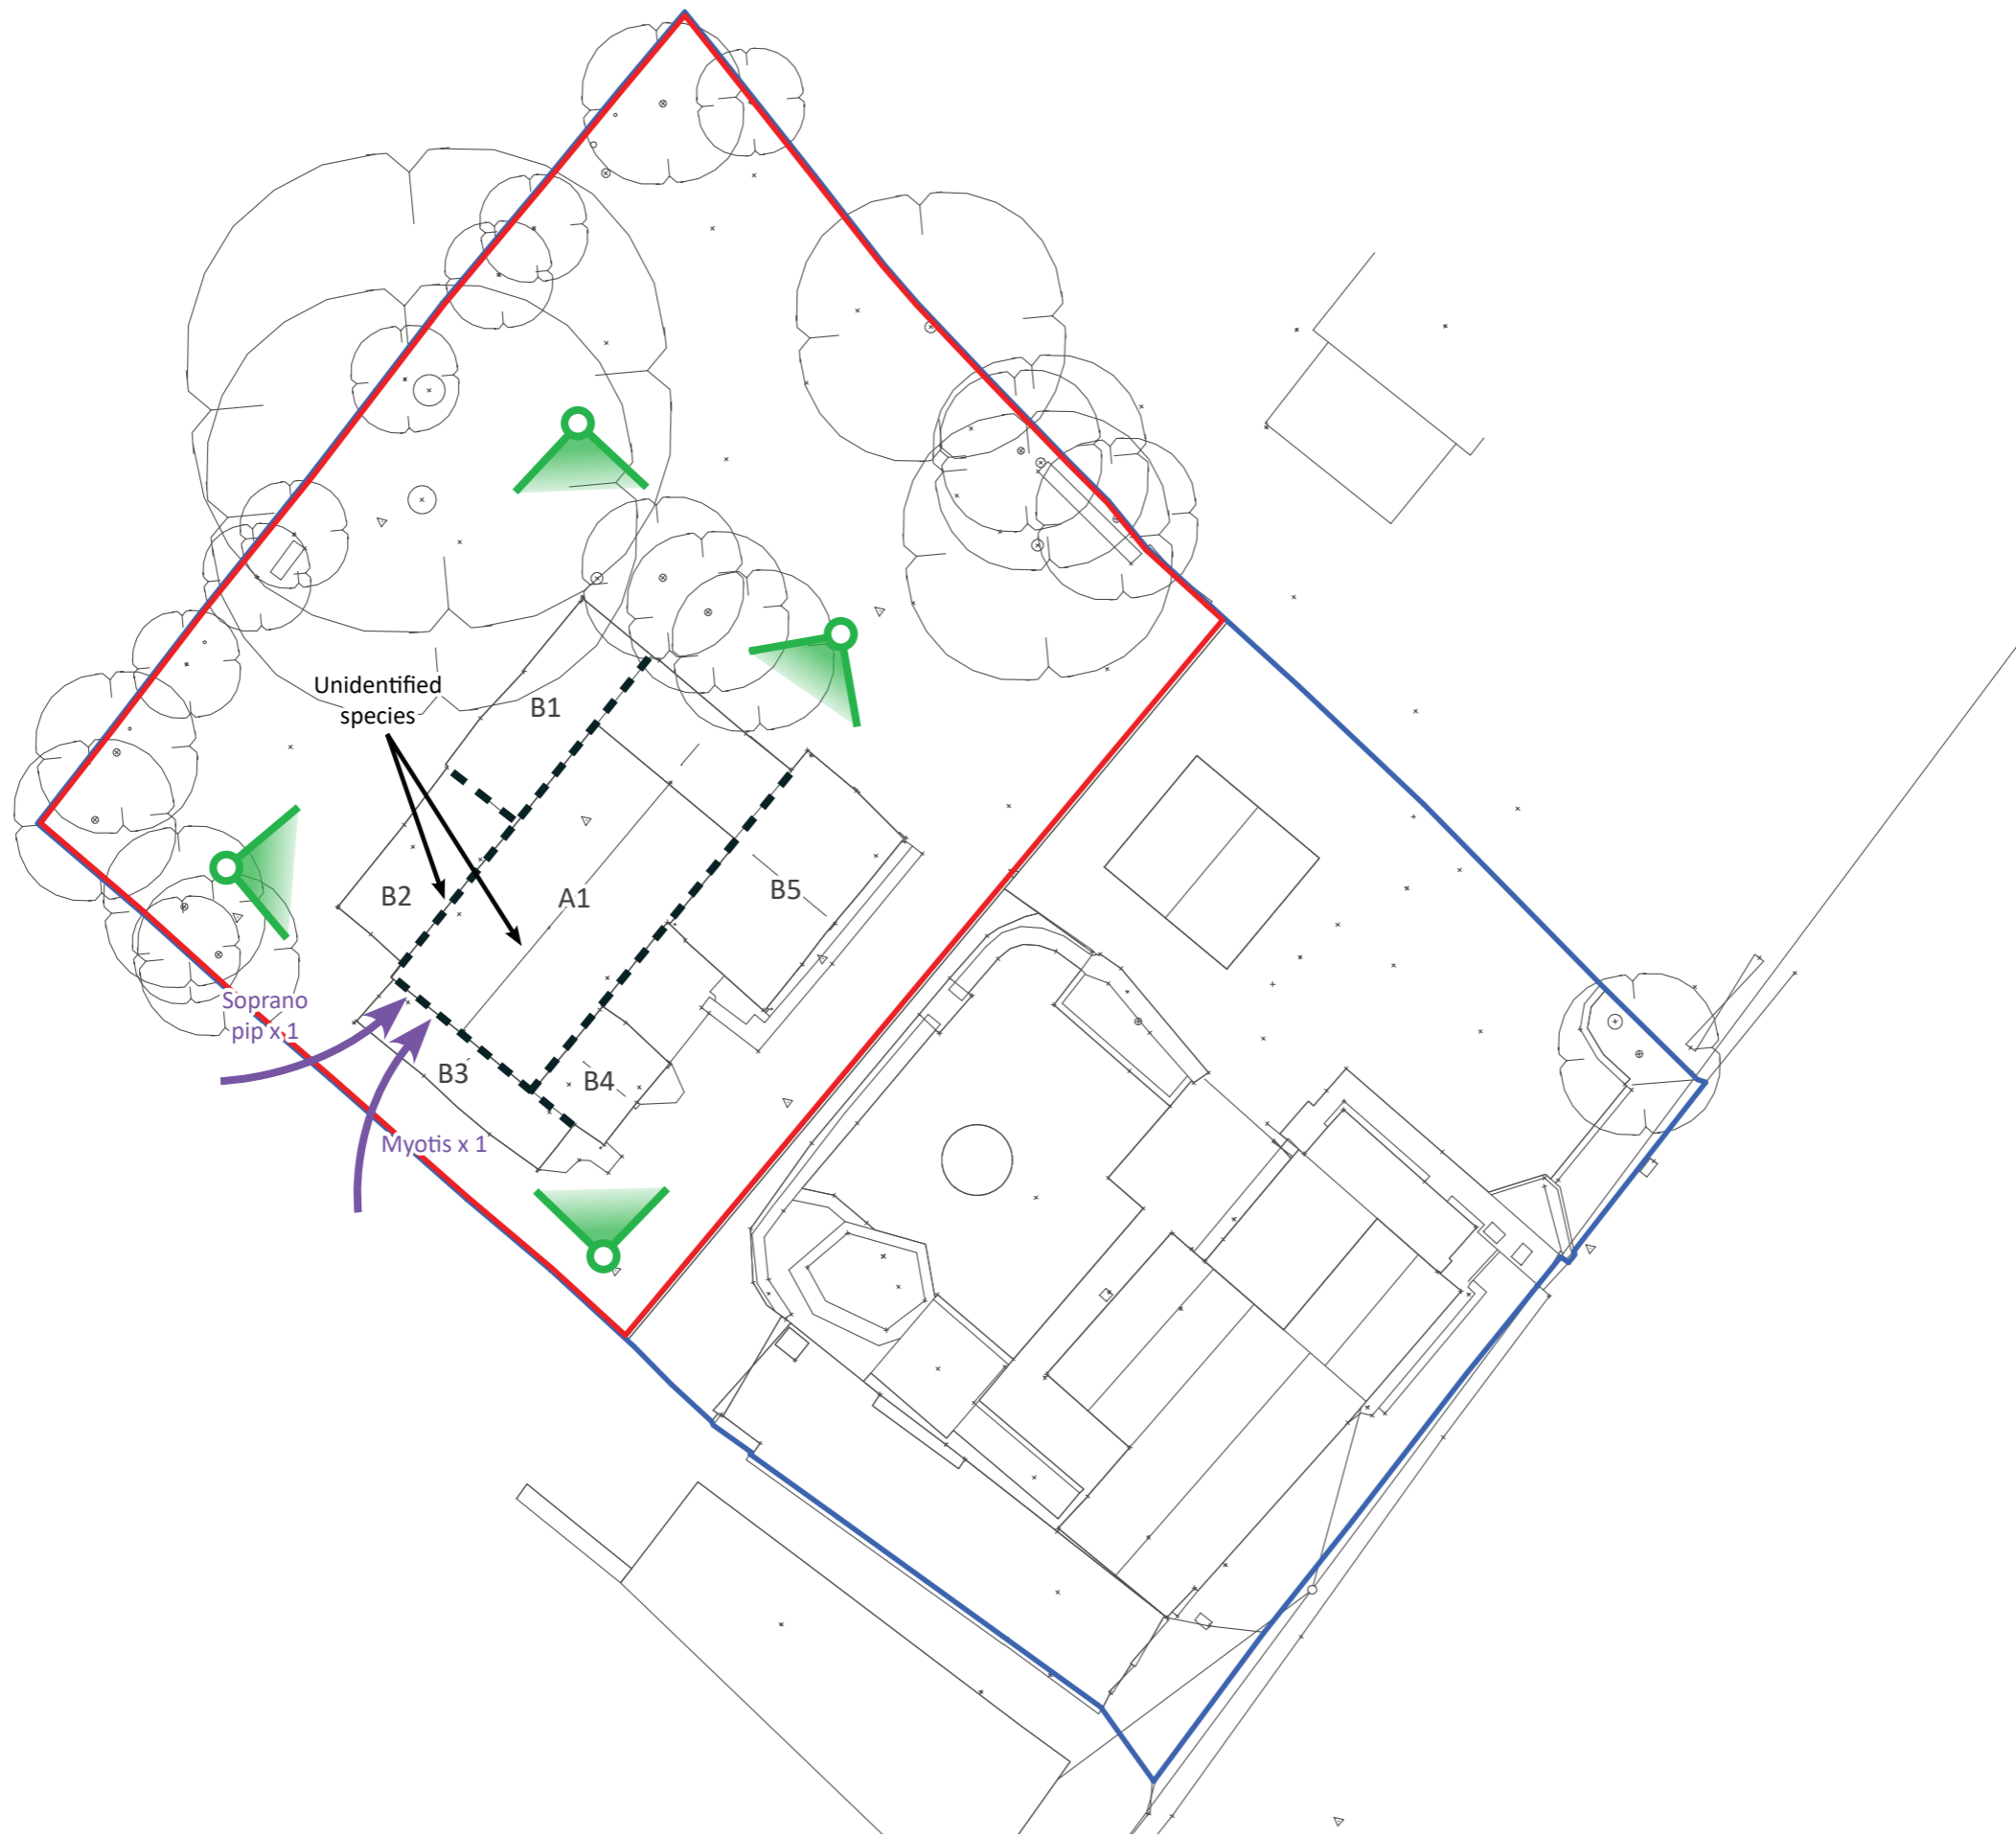 Unidentified
species
B1
B2
A1
B5
Soprano
pip x 1
B3
B4
Myotis x 1